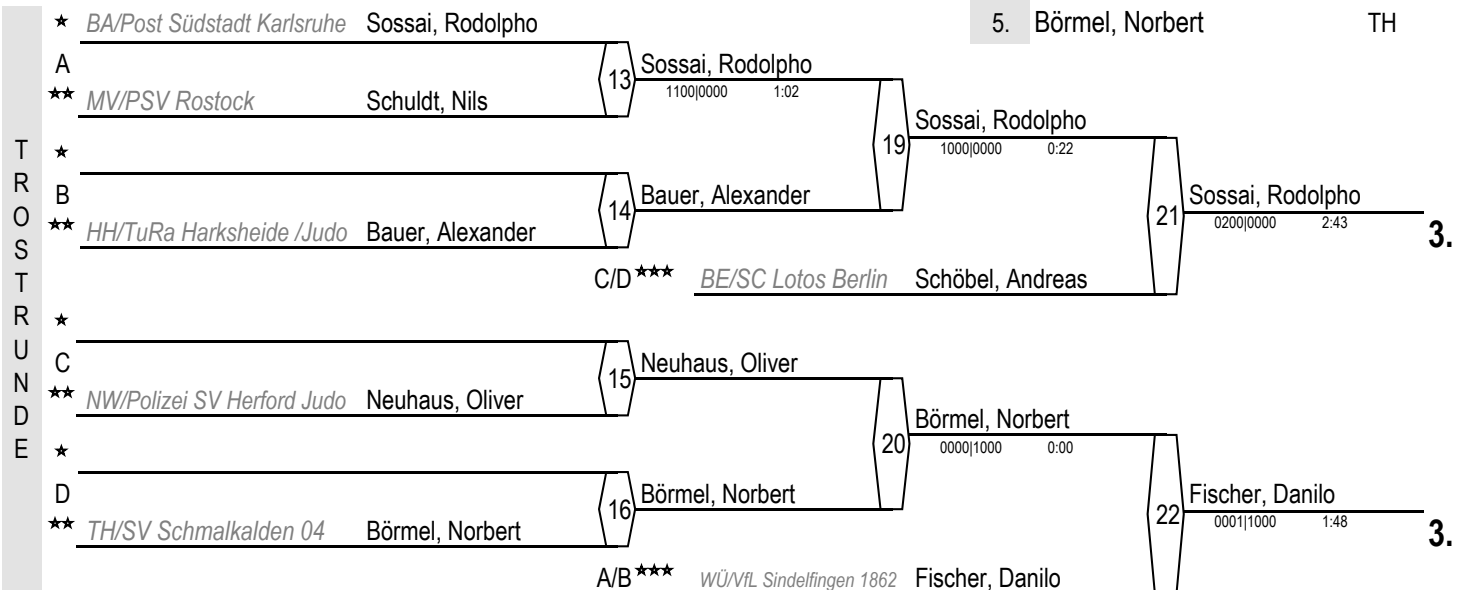 ★ BA/Post Südstadt Karlsruhe Sossai, Rodolpho
5. Börmel, Norbert TH
A
13 Sossai, Rodolpho
1100|0000 1:02
★★ MV/PSV Rostock Schuldt, Nils
19 Sossai, Rodolpho
1000|0000 0:22
TROSTRUNDE
★
B
14 Bauer, Alexander
★★ HH/TuRa Harksheide /Judo Bauer, Alexander
21 Sossai, Rodolpho
0200|0000 2:43
3.
C/D ★★★ BE/SC Lotos Berlin Schöbel, Andreas
★
C
15 Neuhaus, Oliver
★★ NW/Polizei SV Herford Judo Neuhaus, Oliver
20 Börmel, Norbert
0000|1000 0:00
★
D
16 Börmel, Norbert
★★ TH/SV Schmalkalden 04 Börmel, Norbert
22 Fischer, Danilo
0001|1000 1:48
3.
A/B ★★★ WÜ/VfL Sindelfingen 1862 Fischer, Danilo